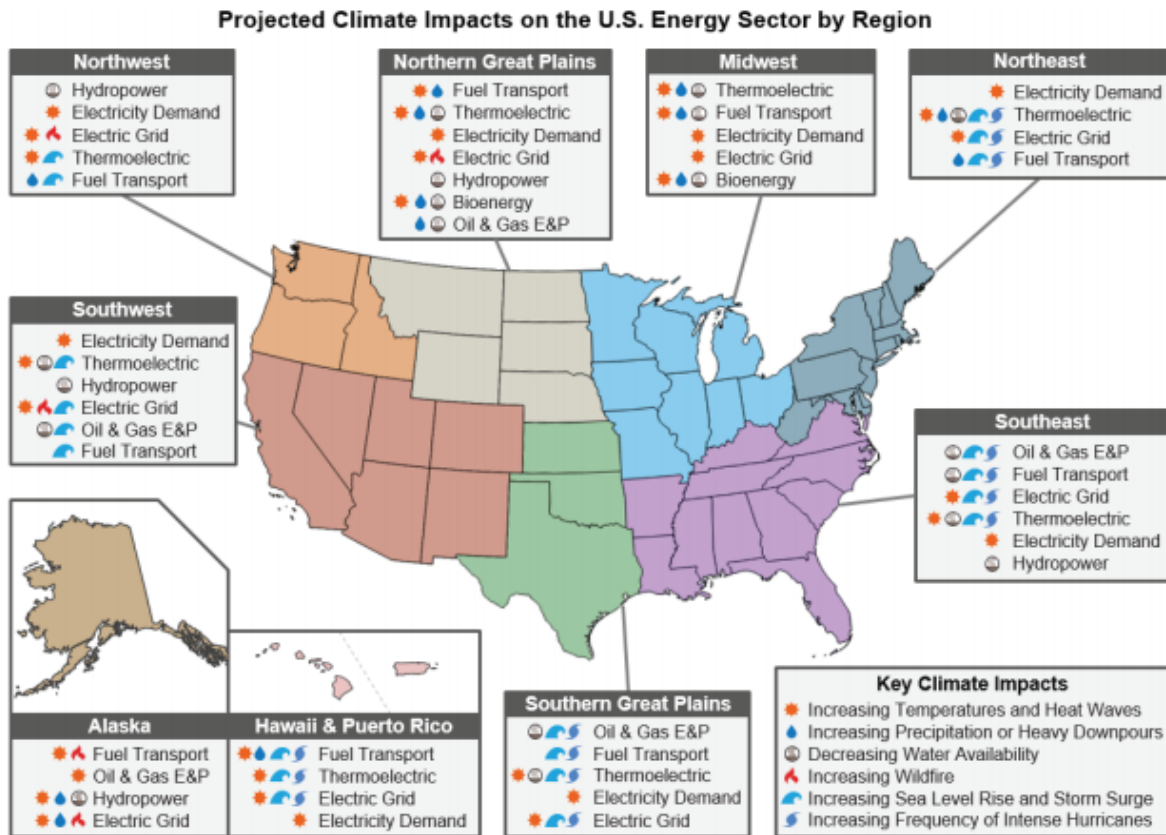 Projected Climate Impacts on the U.S. Energy Sector by Region
Northwest
Hydropower
Electricity Demand
Electric Grid
Thermoelectric
Fuel Transport
Northern Great Plains
Fuel Transport
Thermoelectric
Electricity Demand
Electric Grid
Hydropower
Bioenergy
Oil & Gas E&P
Midwest
Thermoelectric
Fuel Transport
Electricity Demand
Electric Grid
Bioenergy
Northeast
Electricity Demand
Thermoelectric
Electric Grid
Fuel Transport
Southwest
Electricity Demand
Thermoelectric
Hydropower
Electric Grid
Oil & Gas E&P
Fuel Transport
Southeast
Oil & Gas E&P
Fuel Transport
Electric Grid
Thermoelectric
Electricity Demand
Hydropower
Alaska
Fuel Transport
Oil & Gas E&P
Hydropower
Electric Grid
Hawaii & Puerto Rico
Fuel Transport
Thermoelectric
Electric Grid
Electricity Demand
Southern Great Plains
Oil & Gas E&P
Fuel Transport
Thermoelectric
Electricity Demand
Electric Grid
Key Climate Impacts
Increasing Temperatures and Heat Waves
Increasing Precipitation or Heavy Downpours
Decreasing Water Availability
Increasing Wildfire
Increasing Sea Level Rise and Storm Surge
Increasing Frequency of Intense Hurricanes